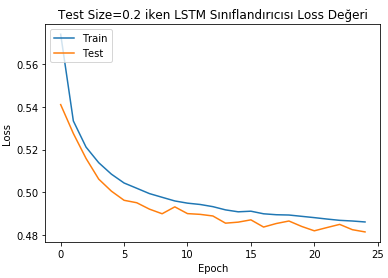 Test Size=0.2 iken LSTM Sınıflandırıcısı Loss Değeri
Train
Test
Loss
0.56
0.54
0.52
0.50
0.48
0 5 10 15 20 25
Epoch